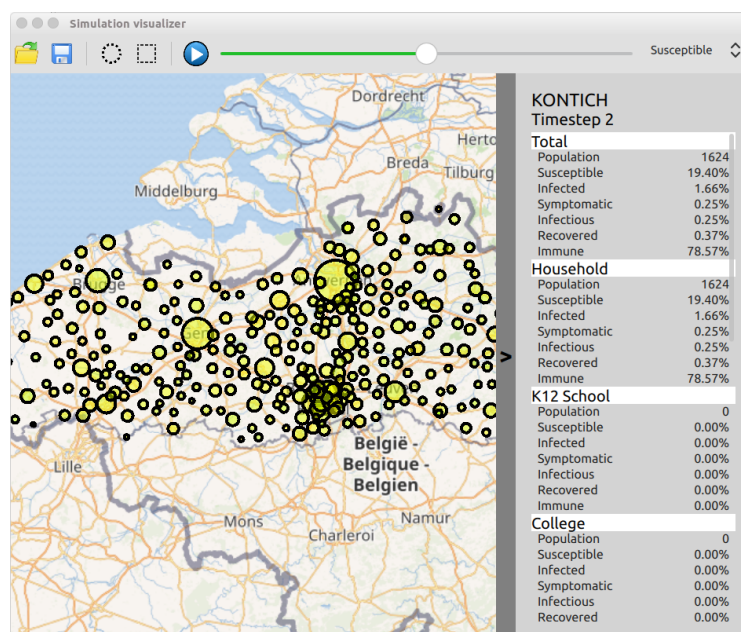 Simulation visualizer
Susceptible
Dordrecht
Breda
Tilburg
Middelburg
Lille
België -
Belgique -
Belgien
Mons
Charleroi
Namur
>
KONTICH
Timestep 2
Total
Population 1624
Susceptible 19.40%
Infected 1.66%
Symptomatic 0.25%
Infectious 0.25%
Recovered 0.37%
Immune 78.57%
Household
Population 1624
Susceptible 19.40%
Infected 1.66%
Symptomatic 0.25%
Infectious 0.25%
Recovered 0.37%
Immune 78.57%
K12 School
Population 0
Susceptible 0.00%
Infected 0.00%
Symptomatic 0.00%
Infectious 0.00%
Recovered 0.00%
Immune 0.00%
College
Population 0
Susceptible 0.00%
Infected 0.00%
Symptomatic 0.00%
Infectious 0.00%
Recovered 0.00%